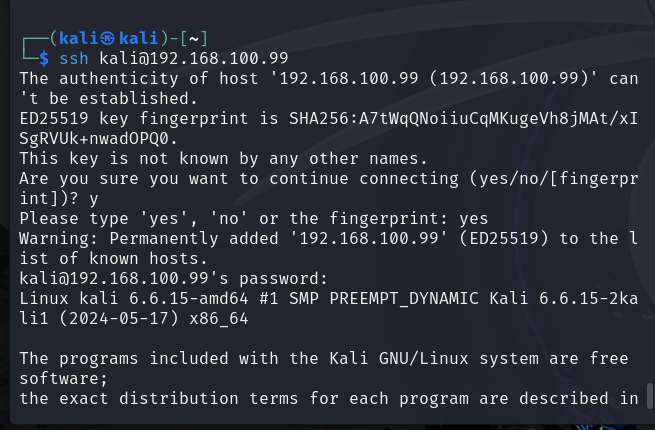 ┌──(kali㉿kali)-[~]
└─$ ssh kali@192.168.100.99
The authenticity of host '192.168.100.99 (192.168.100.99)' can
't be established.
ED25519 key fingerprint is SHA256:A7tWqQNoiiuCqMKugeVh8jMAt/xI
SgRVUk+nwadOPQ0.
This key is not known by any other names.
Are you sure you want to continue connecting (yes/no/[fingerpr
int])? y
Please type 'yes', 'no' or the fingerprint: yes
Warning: Permanently added '192.168.100.99' (ED25519) to the l
ist of known hosts.
kali@192.168.100.99's password:
Linux kali 6.6.15-amd64 #1 SMP PREEMPT_DYNAMIC Kali 6.6.15-2ka
li1 (2024-05-17) x86_64
The programs included with the Kali GNU/Linux system are free
software;
the exact distribution terms for each program are described in